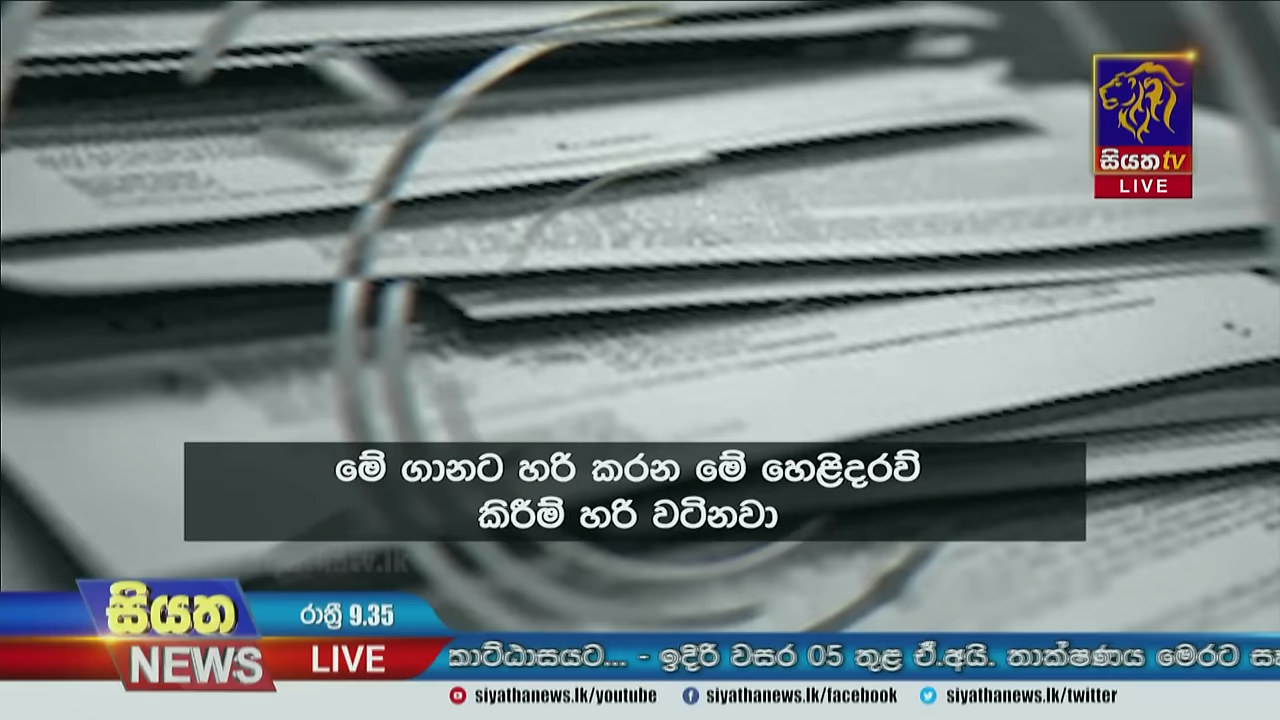 සියත tv
LIVE
මේ ගානට හරි කරන මේ හෙළිදරව්
කිරීම් හරි වටිනවා
සියත
NEWS
රාත්‍රී 9.35
LIVE
කාට්ඨාසයට... - ඉදිරි වසර 05 තුළ ඒ.අයි. තාක්ෂණය මෙරට
siyathanews.lk/youtube
siyathanews.lk/facebook
siyathanews.lk/twitter